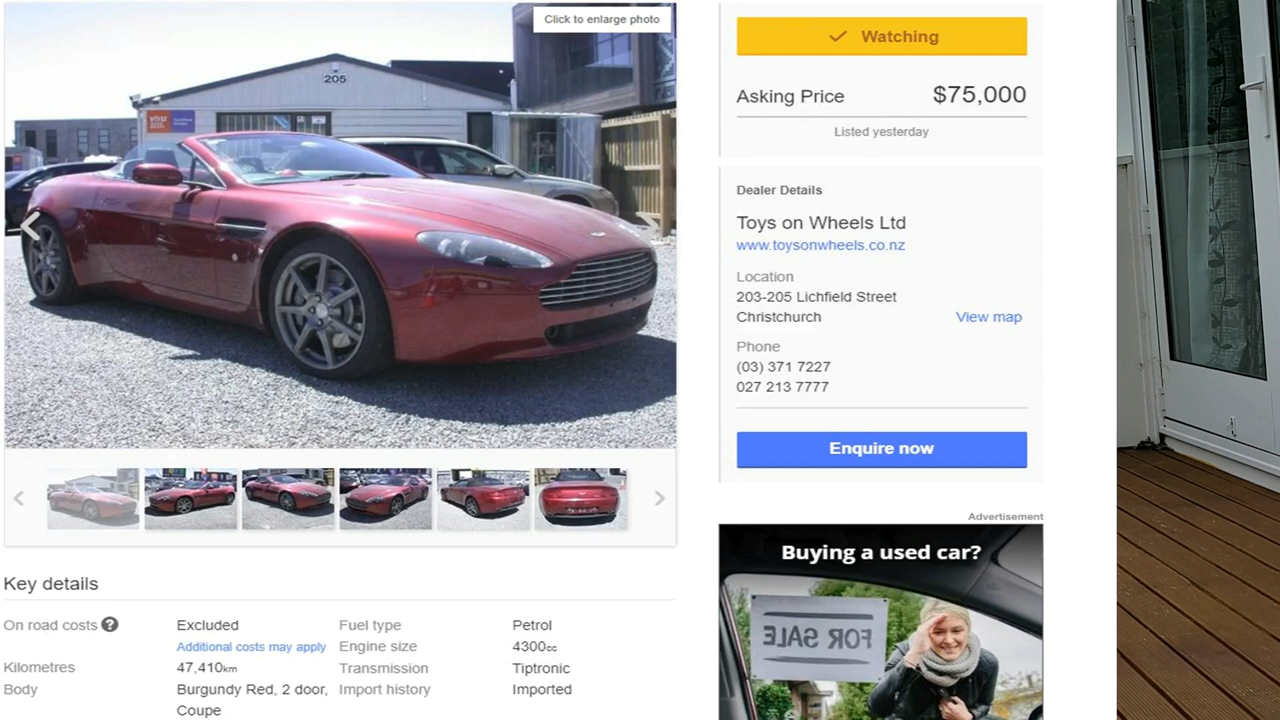 Click to enlarge photo
205
Vinz
Watching
Asking Price $75,000
Listed yesterday
Dealer Details
Toys on Wheels Ltd
www.toysonwheels.co.nz
Location
203-205 Lichfield Street
Christchurch View map
Phone
(03) 371 7227
027 213 7777
Enquire now
Advertisement
Buying a used car?
FOR SALE
Key details
On road costs ? Excluded Fuel type Petrol
Additional costs may apply Engine size 4300cc
Kilometres 47,410km Transmission Tiptronic
Body Burgundy Red, 2 door, Import history Imported
Coupe